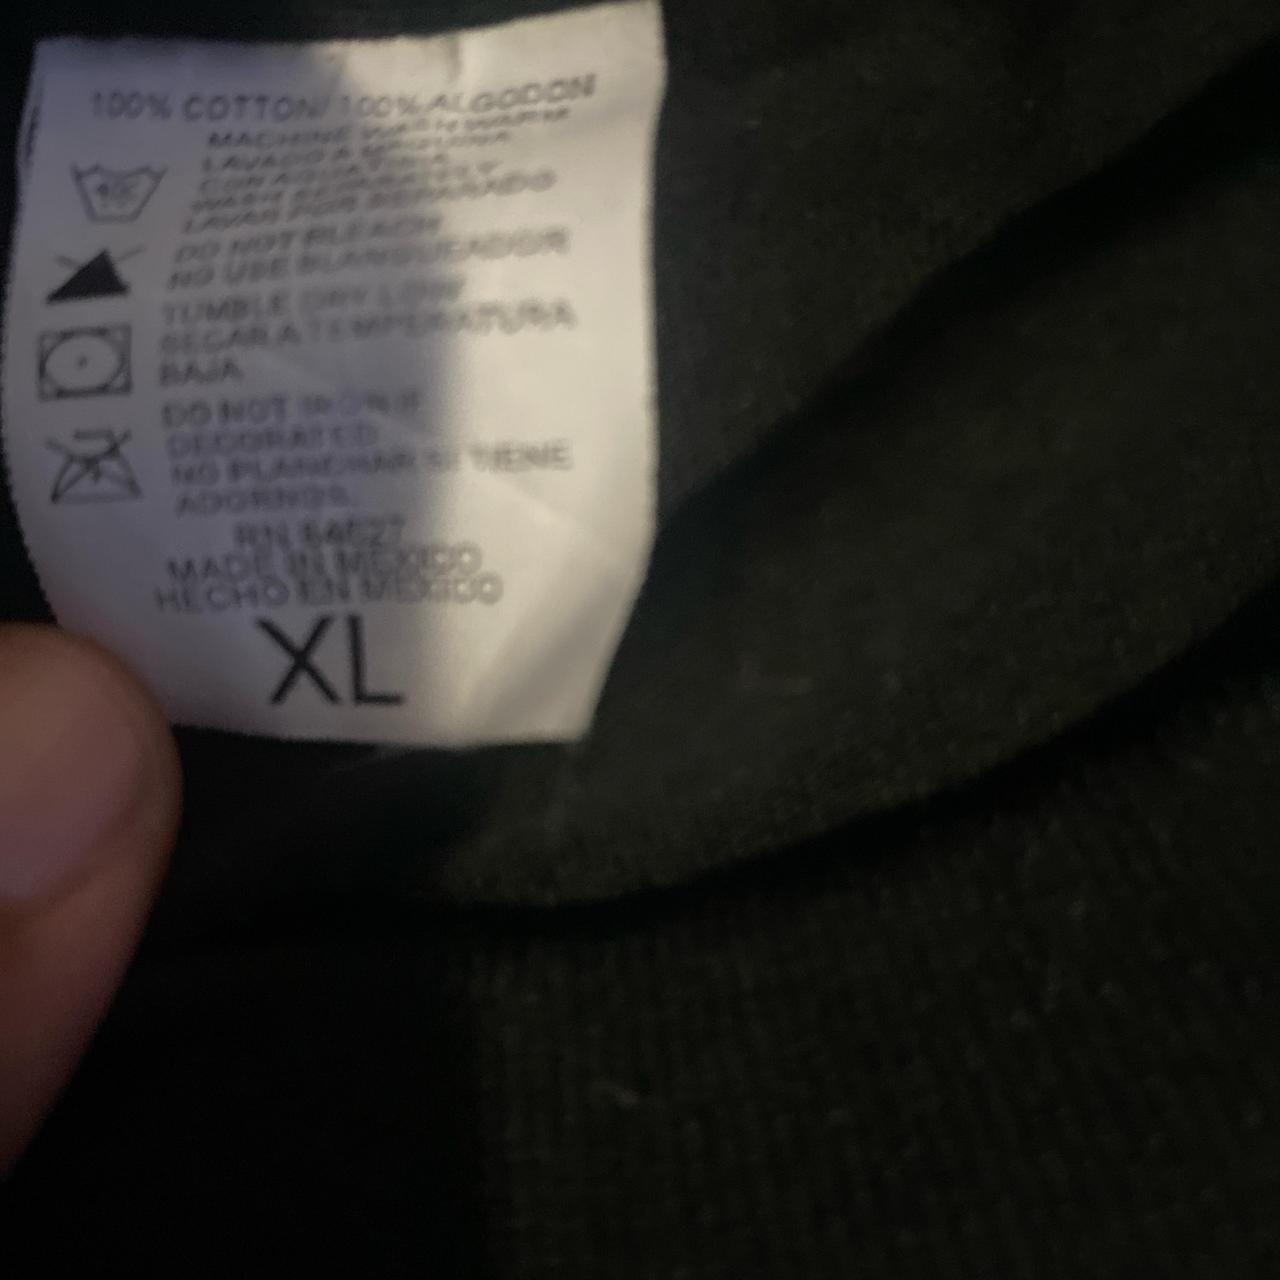 100% COTTON/100% ALGODON
MACHINE WASH WARM
LAVADO A MAQUINA
CON AGUA TIBIA
WASH SEPARATELY
LAVAR POR SEPARADO
DO NOT BLEACH
NO USE BLANQUEADOR
TUMBLE DRY LOW
SECAR A TEMPERATURA
BAJA
DO NOT IRON IF
DECORATED
NO PLANCHAR SI TIENE
ADORNOS.
RN
MADE IN MEXICO
HECHO EN MEXICO
XL